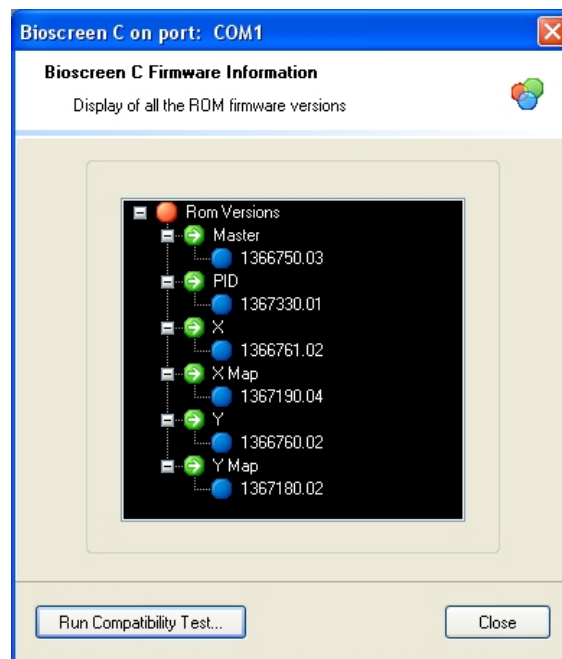 Bioscreen C on port: COM1
Bioscreen C Firmware Information
Display of all the ROM firmware versions
Rom Versions
Master
1366750.03
PID
1367330.01
X
1366761.02
X Map
1367190.04
Y
1366760.02
Y Map
1367180.02
Run Compatibility Test...
Close